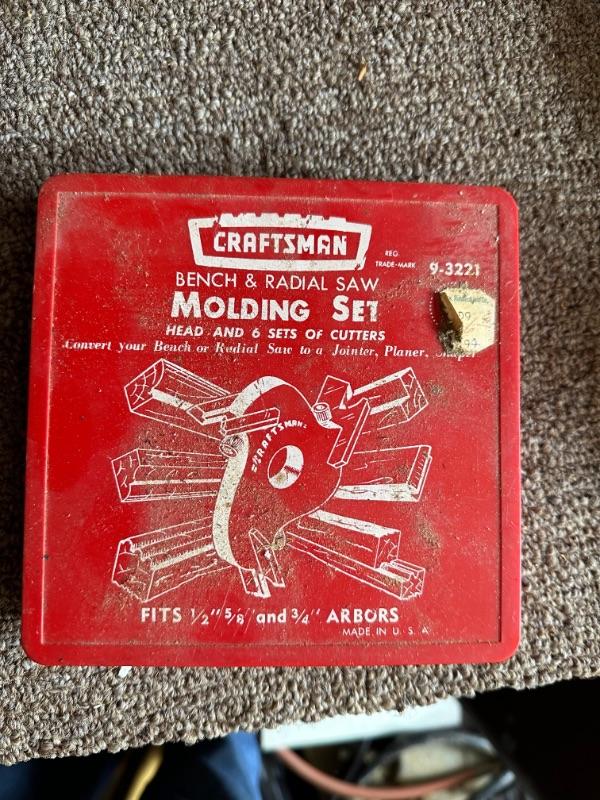 CRAFTSMAN
REG.
TRADE-MARK
9-3221
BENCH & RADIAL SAW
MOLDING SET
HEAD AND 6 SETS OF CUTTERS
Convert your Bench or Radial Saw to a Jointer, Planer,
99
CRAFTSMAN
FITS 1/2" 5/8" and 3/4" ARBORS
MADE IN U. S. A.